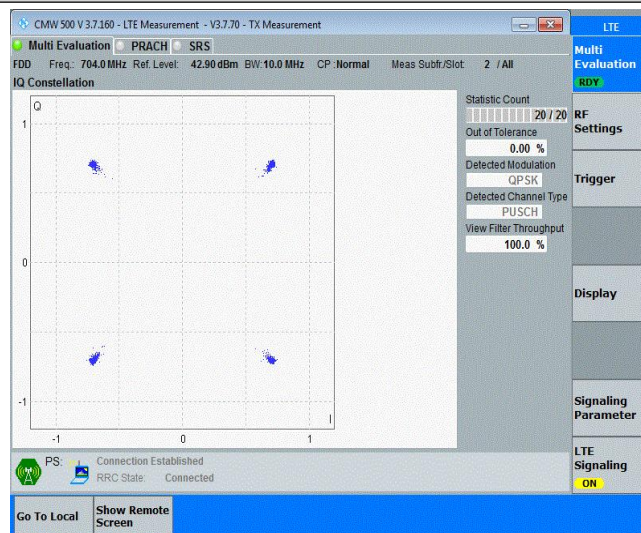 CMW 500 V 3.7.160 - LTE Measurement - V3.7.70 - TX Measurement
LTE
Multi Evaluation PRACH SRS
FDD Freq.: 704.0 MHz Ref. Level: 42.90 dBm BW: 10.0 MHz CP : Normal Meas Subfr./Slot: 2 / All
IQ Constellation
Q
1
0
-1
-1
0
1
I
Statistic Count
20 / 20
Out of Tolerance
0.00 %
Detected Modulation
QPSK
Detected Channel Type
PUSCH
View Filter Throughput
100.0 %
Multi
Evaluation
RDY
RF
Settings
Trigger
Display
Signaling
Parameter
LTE
Signaling
ON
PS: Connection Established
RRC State: Connected
Go To Local
Show Remote
Screen